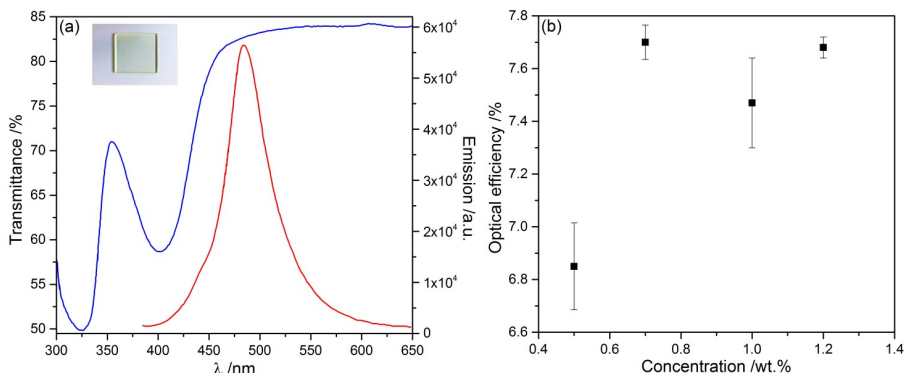 (a)
85
80
75
70
65
60
55
50
Transmittance /%
6x10⁴
5x10⁴
4x10⁴
3x10⁴
2x10⁴
1x10⁴
0
Emission /a.u.
300 350 400 450 500 550 600 650
λ /nm
(b)
7.8
7.6
7.4
7.2
7.0
6.8
6.6
Optical efficiency /%
0.4 0.6 0.8 1.0 1.2 1.4
Concentration /wt.%